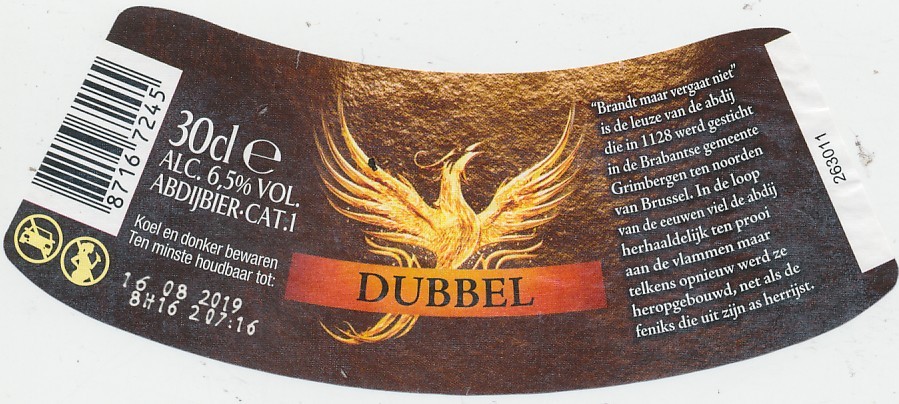 8716 7245
30cl e
ALC. 6,5% VOL.
ABDIJBIER·CAT:I
Koel en donker bewaren
Ten minste houdbaar tot:
16 08 2019
8H16 2 07:16
DUBBEL
"Brandt maar vergaat niet"
is de leuze van de abdij
die in 1128 werd gesticht
in de Brabantse gemeente
Grimbergen ten noorden
van Brussel. In de loop
van de eeuwen viel de abdij
herhaaldelijk ten prooi
aan de vlammen maar
telkens opnieuw werd ze
heropgebouwd, net als de
feniks die uit zijn as herrijst.
263011